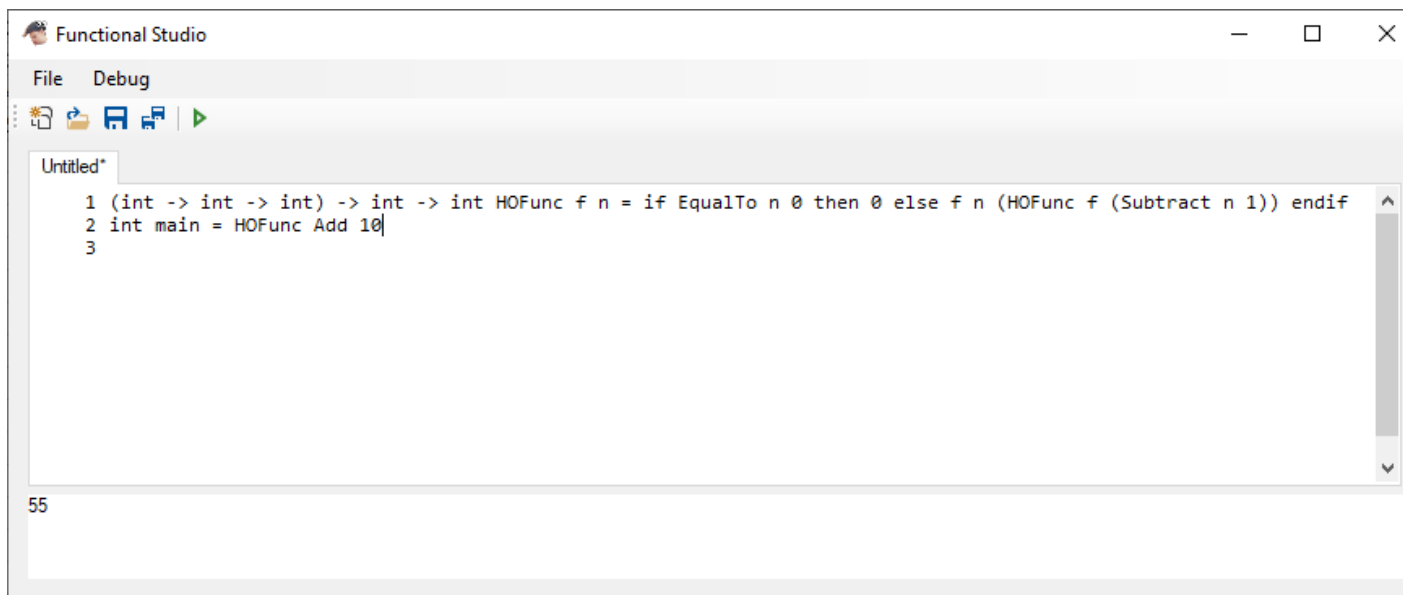 Functional Studio
File Debug
Untitled*
1 (int -> int -> int) -> int -> int HOFunc f n = if EqualTo n 0 then 0 else f n (HOFunc f (Subtract n 1)) endif
2 int main = HOFunc Add 10
3
55